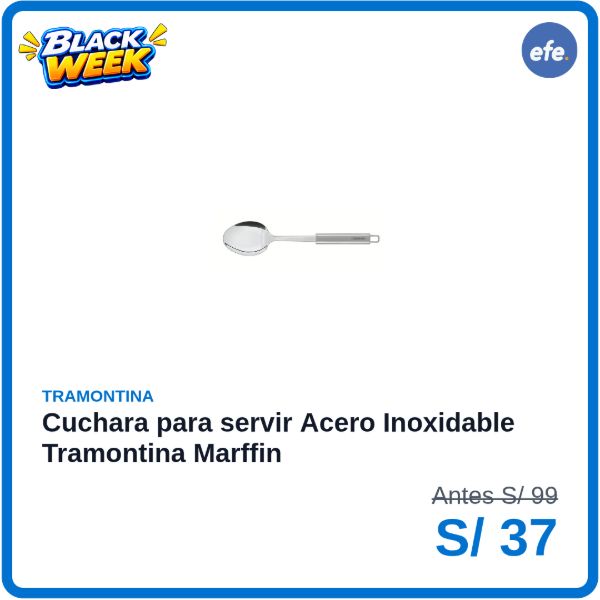 BLACK
WEEK
efe.
TRAMONTINA
Cuchara para servir Acero Inoxidable
Tramontina Marffin
Antes S/ 99
S/ 37